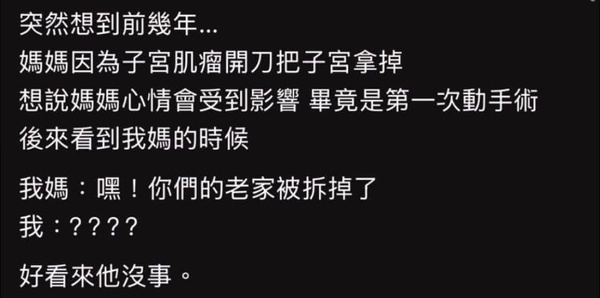 突然想到前幾年...
媽媽因為子宮肌瘤開刀把子宮拿掉
想說媽媽心情會受到影響 畢竟是第一次動手術
後來看到我媽的時候
我媽：嘿！你們的老家被拆掉了
我：? ? ? ?
好看來他沒事。